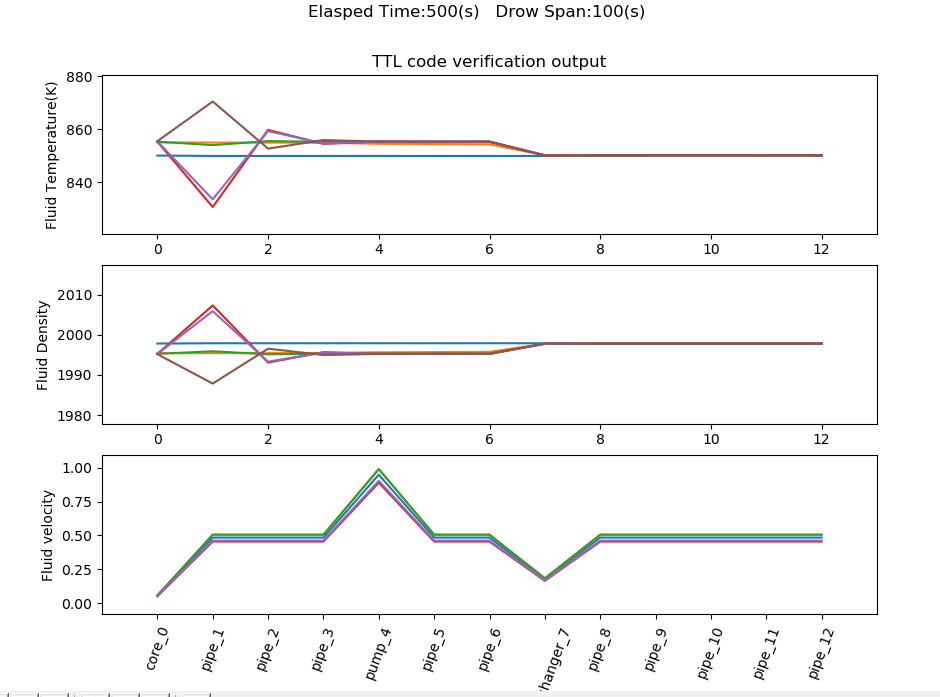 Elasped Time:500(s) Drow Span:100(s)
TTL code verification output
Fluid Temperature(K)
880
860
840
0 2 4 6 8 10 12
Fluid Density
2010
2000
1990
1980
0 2 4 6 8 10 12
Fluid velocity
1.00
0.75
0.50
0.25
0.00
core_0
pipe_1
pipe_2
pipe_3
pump_4
pipe_5
pipe_6
hanger_7
pipe_8
pipe_9
pipe_10
pipe_11
pipe_12